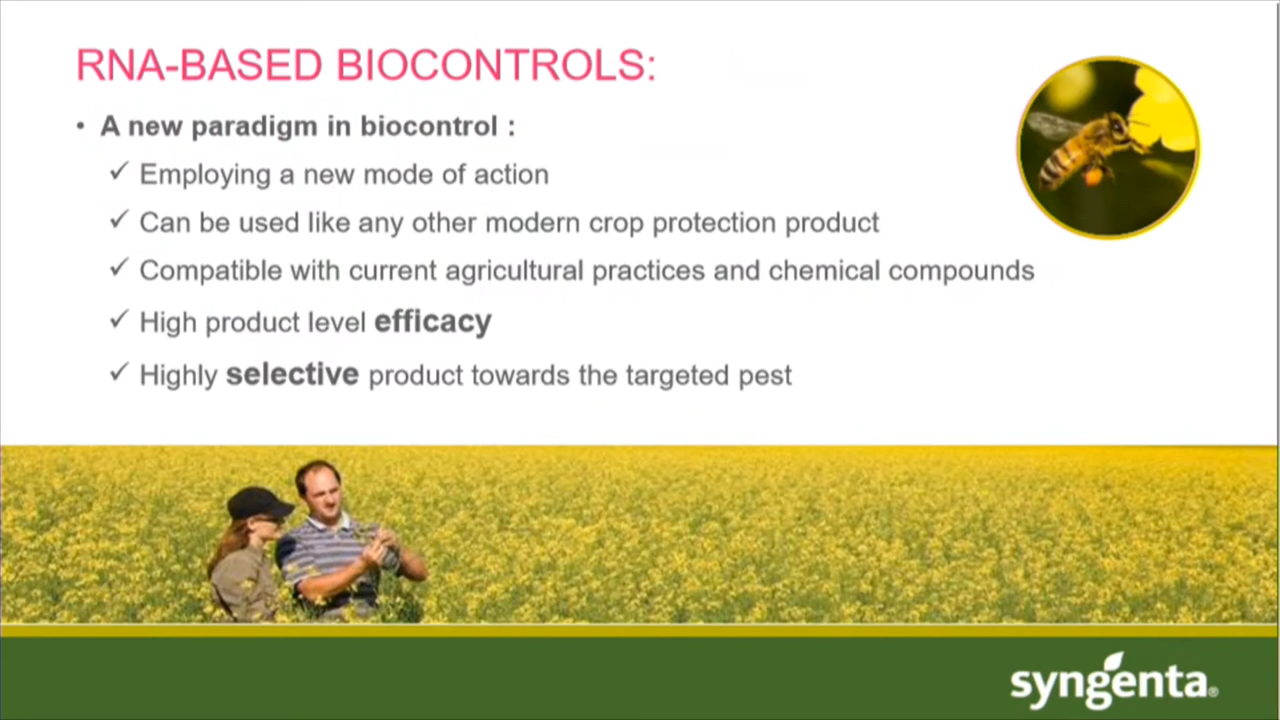 RNA-BASED BIOCONTROLS:
• A new paradigm in biocontrol :
✓ Employing a new mode of action
✓ Can be used like any other modern crop protection product
✓ Compatible with current agricultural practices and chemical compounds
✓ High product level efficacy
✓ Highly selective product towards the targeted pest
syngenta®